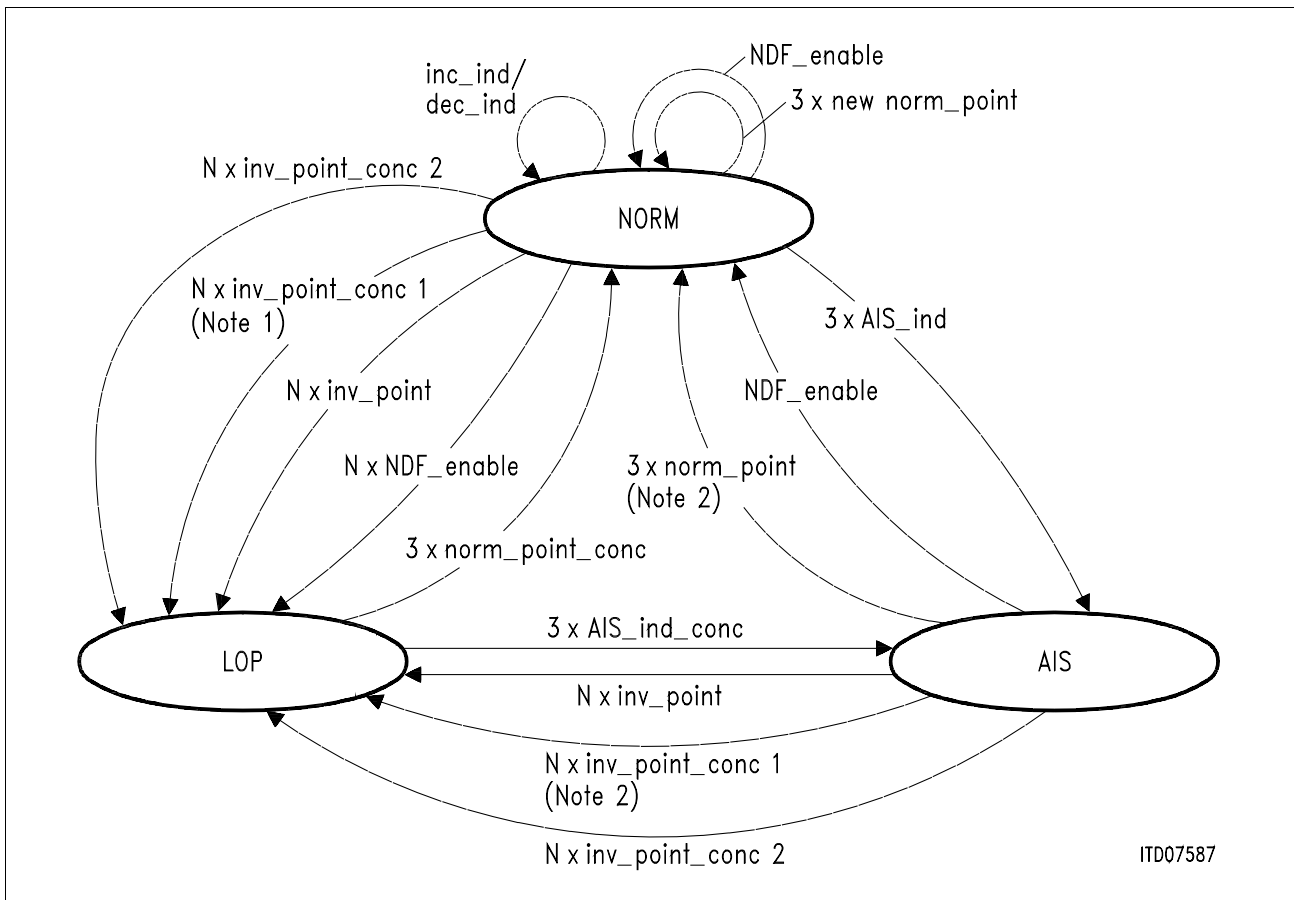 NDF_enable
inc_ind/
dec_ind
3 x new norm_point
N x inv_point_conc 2
NORM
N x inv_point_conc 1
(Note 1)
3 x AIS_ind
N x inv_point
NDF_enable
N x NDF_enable
3 x norm_point
(Note 2)
3 x norm_point_conc
3 x AIS_ind_conc
LOP
AIS
N x inv_point
N x inv_point_conc 1
(Note 2)
N x inv_point_conc 2
ITD07587